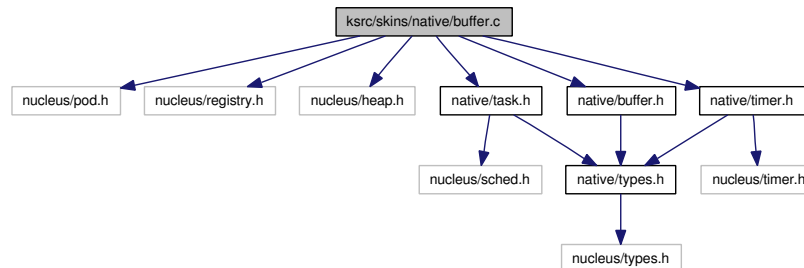 ksrc/skins/native/buffer.c
nucleus/pod.h
nucleus/registry.h
nucleus/heap.h
native/task.h
native/buffer.h
native/timer.h
nucleus/sched.h
native/types.h
nucleus/timer.h
nucleus/types.h